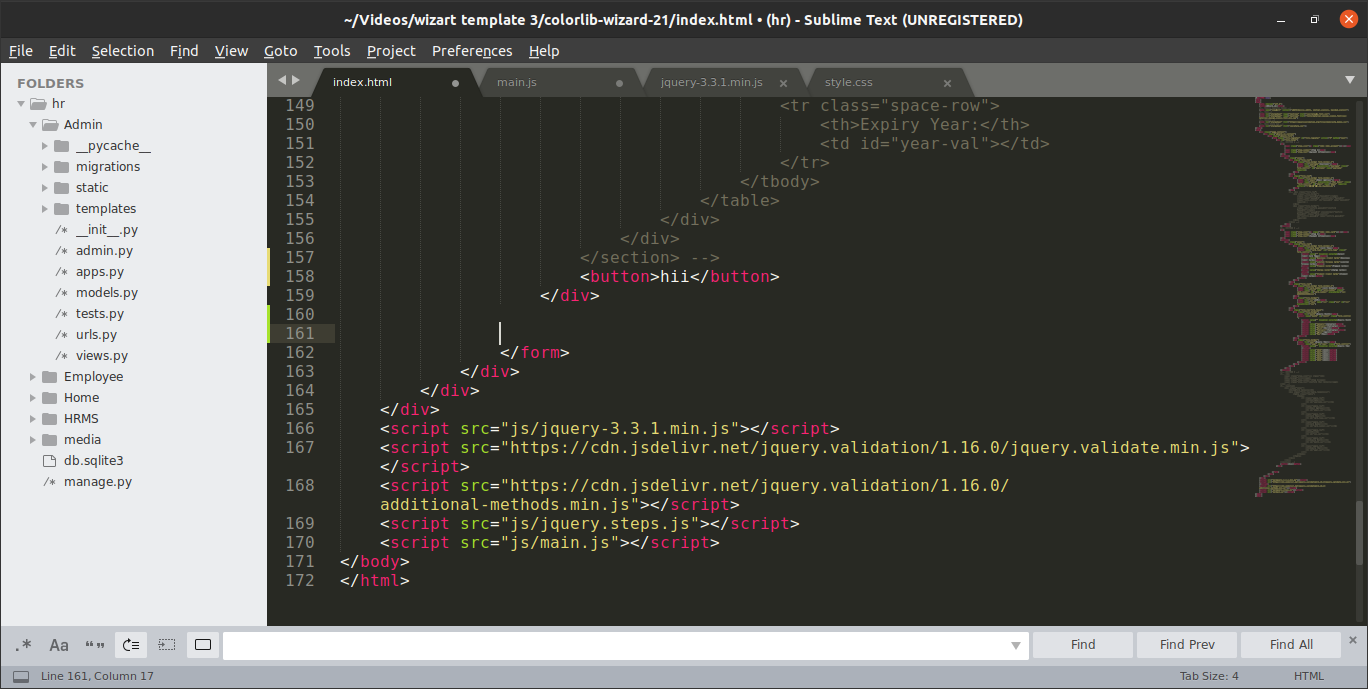 ~/Videos/wizart template 3/colorlib-wizard-21/index.html • (hr) - Sublime Text (UNREGISTERED)
File Edit Selection Find View Goto Tools Project Preferences Help
FOLDERS
hr
Admin
__pycache__
migrations
static
templates
/* __init__.py
/* admin.py
/* apps.py
/* models.py
/* tests.py
/* urls.py
/* views.py
Employee
Home
HRMS
media
db.sqlite3
/* manage.py
index.html main.js jquery-3.3.1.min.js style.css
149 <tr class="space-row">
150 <th>Expiry Year:</th>
151 <td id="year-val"></td>
152 </tr>
153 </tbody>
154 </table>
155 </div>
156 </div>
157 </section> -->
158 <button>hii</button>
159 </div>
160
161
162 </form>
163 </div>
164 </div>
165 </div>
166 <script src="js/jquery-3.3.1.min.js"></script>
167 <script src="https://cdn.jsdelivr.net/jquery.validation/1.16.0/jquery.validate.min.js">
</script>
168 <script src="https://cdn.jsdelivr.net/jquery.validation/1.16.0/
additional-methods.min.js"></script>
169 <script src="js/jquery.steps.js"></script>
170 <script src="js/main.js"></script>
171 </body>
172 </html>
.* Aa “” Find Find Prev Find All
Line 161, Column 17 Tab Size: 4 HTML